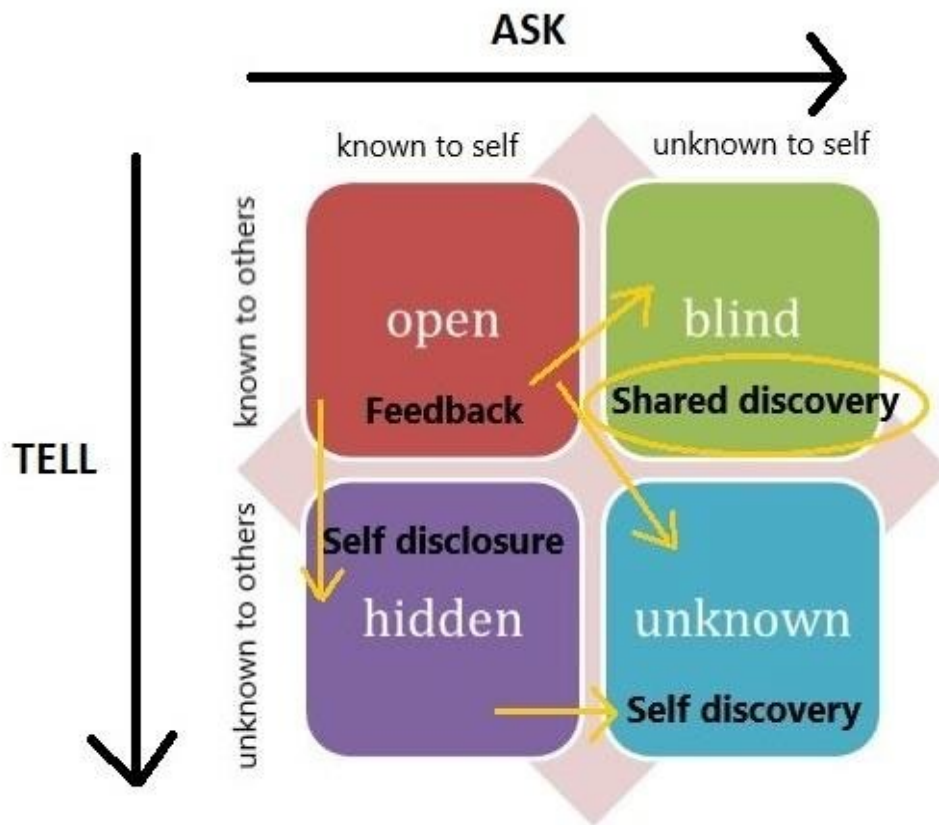 ASK
known to self
unknown to self
TELL
known to others
open
blind
Feedback
Shared discovery
unknown to others
Self disclosure
hidden
unknown
Self discovery